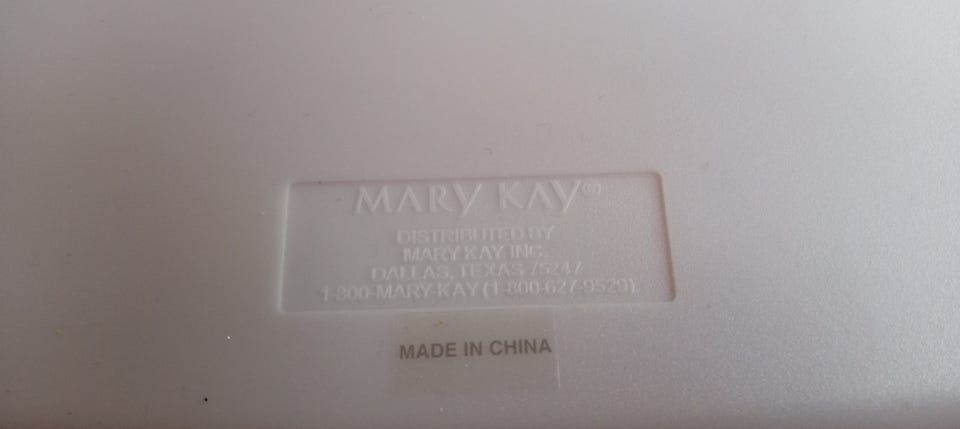 MARY KAY®
DISTRIBUTED BY
MARY KAY INC.
DALLAS, TEXAS 75247
1-800-MARY-KAY (1-800-627-9529)
MADE IN CHINA